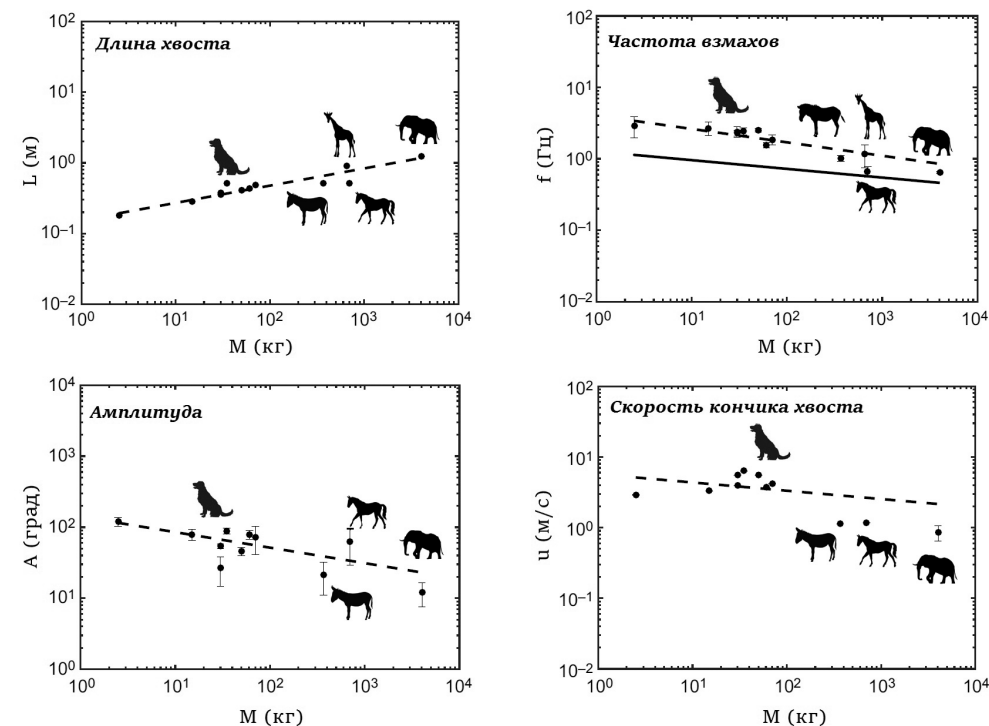 Длина хвоста
L (м)
10² 10¹ 10⁰ 10–1 10–2
10⁰ 10¹ 10² 10³ 10⁴
M (кг)
Частота взмахов
f (Гц)
10² 10¹ 10⁰ 10–1 10–2
10⁰ 10¹ 10² 10³ 10⁴
M (кг)
Амплитуда
A (град)
10⁴ 10³ 10² 10¹ 10⁰
10⁰ 10¹ 10² 10³ 10⁴
M (кг)
Скорость кончика хвоста
u (м/с)
10² 10¹ 10⁰ 10–1 10–2
10⁰ 10¹ 10² 10³ 10⁴
M (кг)